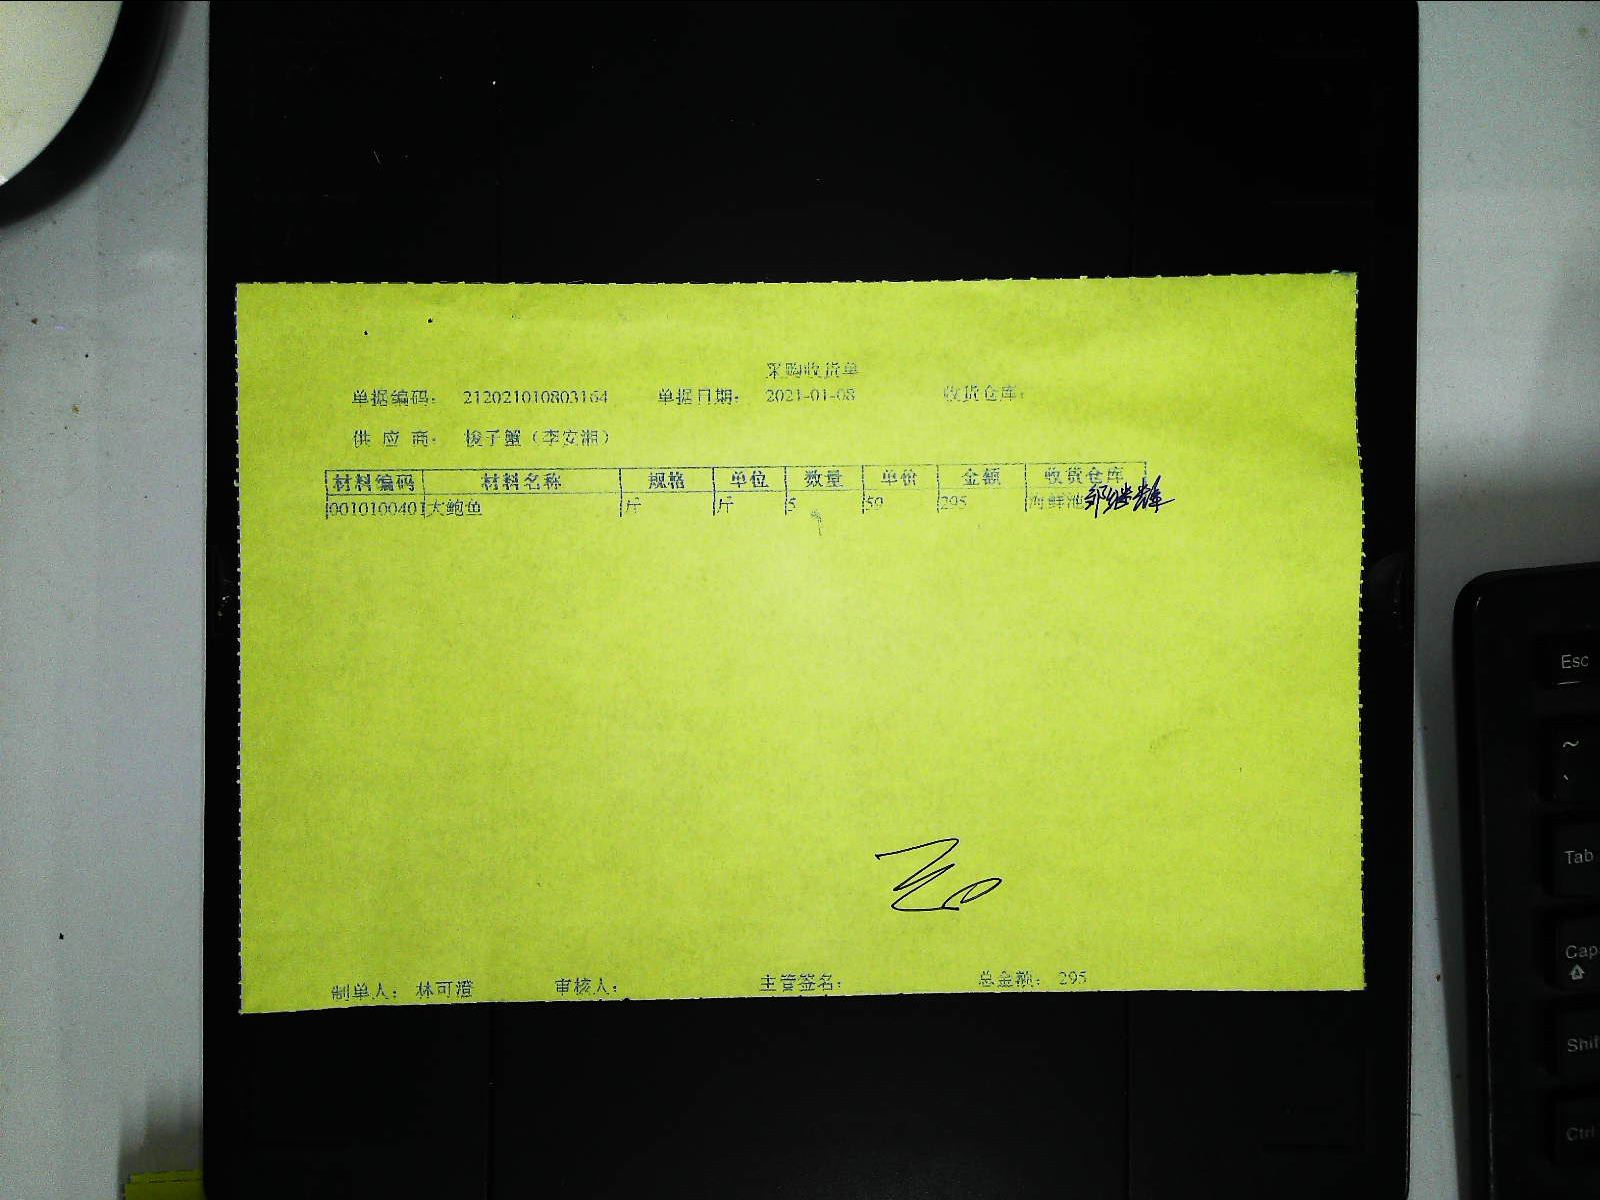 采购收货单
单据编码： 212021010803164 单据日期： 2021-01-08 收货仓库：
供 应 商： 梭子蟹（李安湘）
材料编码 材料名称 规格 单位 数量 单价 金额 收货仓库
0010100401 大鲍鱼 斤 斤 5 59 295 海鲜池
制单人： 林可澄 审核人： 主管签名： 总金额： 295
Esc
~
`
Tab
Cap
Shif
Ctrl